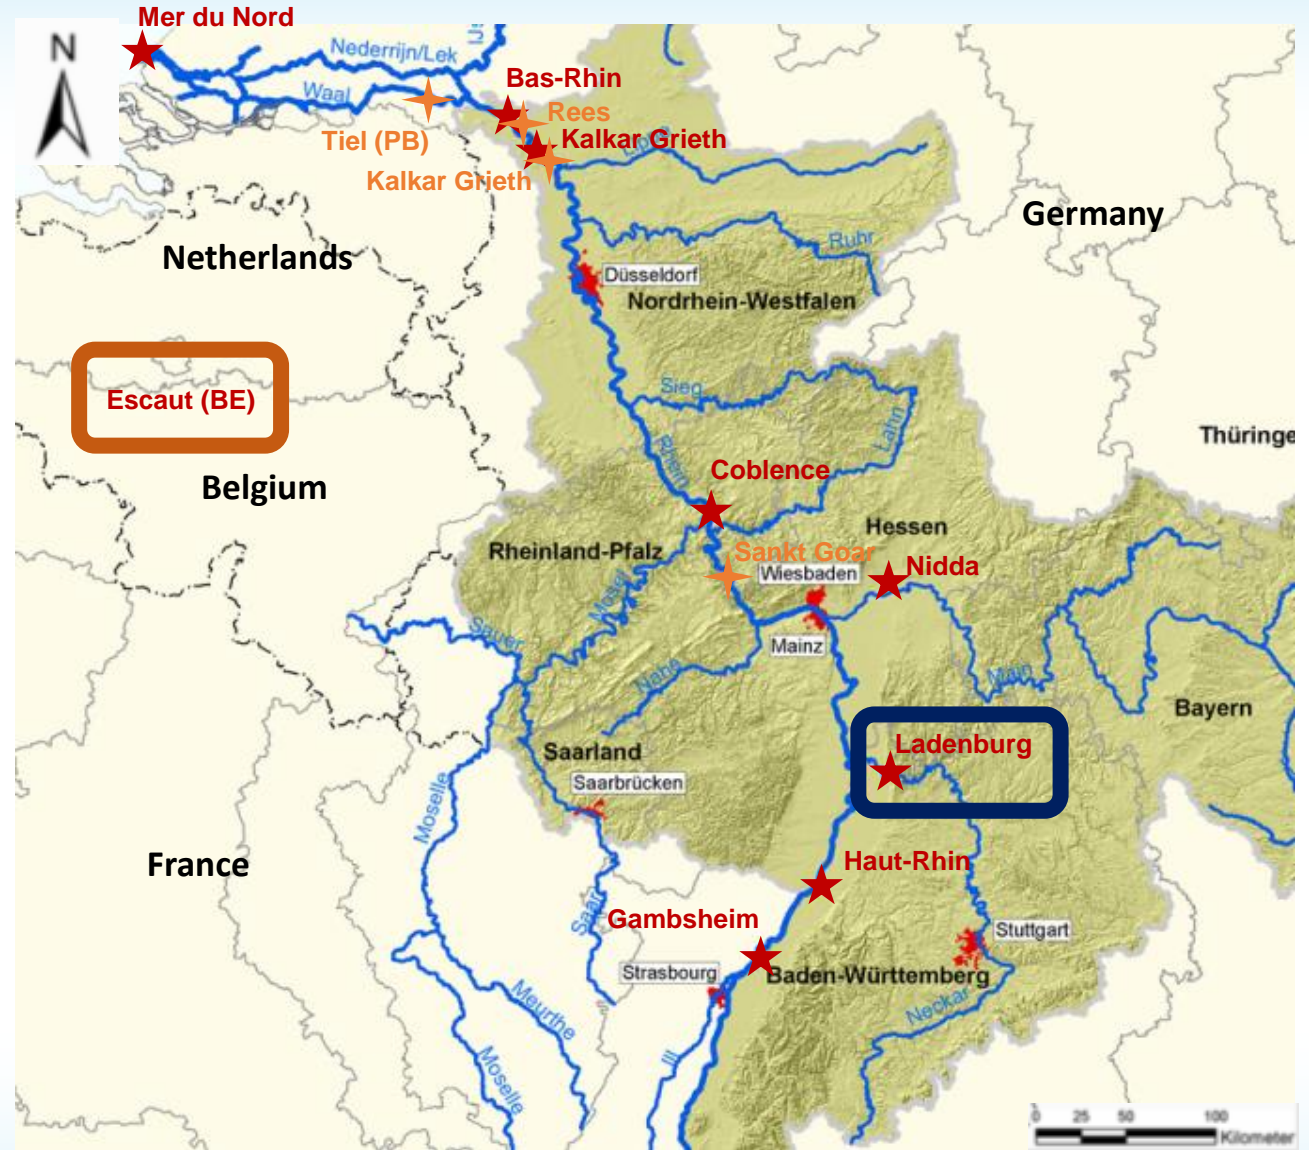 Mer du Nord
N
Nederrijn/Lek
Waal
Bas-Rhin
Rees
Tiel (PB)
Kalkar Grieth
Kalkar Grieth
Germany
Netherlands
Ruhr
Düsseldorf
Nordrhein-Westfalen
Sieg
Escaut (BE)
Lahn
Thüringe
Rhein
Coblence
Belgium
Hessen
Rheinland-Pfalz
Sankt Goar
Nidda
Wiesbaden
Mosel
Sauer
Mainz
Nahe
Main
Bayern
Saarland
Ladenburg
Saarbrücken
Moselle
France
Haut-Rhin
Saar
Gambsheim
Stuttgart
Strasbourg
Baden-Württemberg
Meurthe
Neckar
Ill
Moselle
0 25 50 100
Kilometer